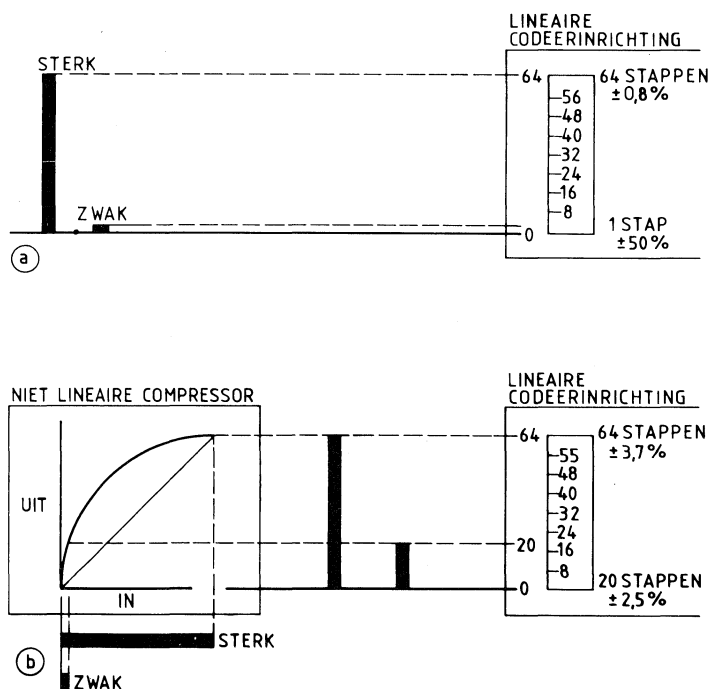 LINEAIRE
CODEERINRICHTING
STERK
64
64 STAPPEN
±0,8%
56
48
40
32
24
16
8
ZWAK
0
1 STAP
±50%
a
LINEAIRE
CODEERINRICHTING
NIET LINEAIRE COMPRESSOR
64
64 STAPPEN
±3,7%
55
48
40
32
24
20
16
8
0
20 STAPPEN
±2,5%
UIT
IN
STERK
b
ZWAK